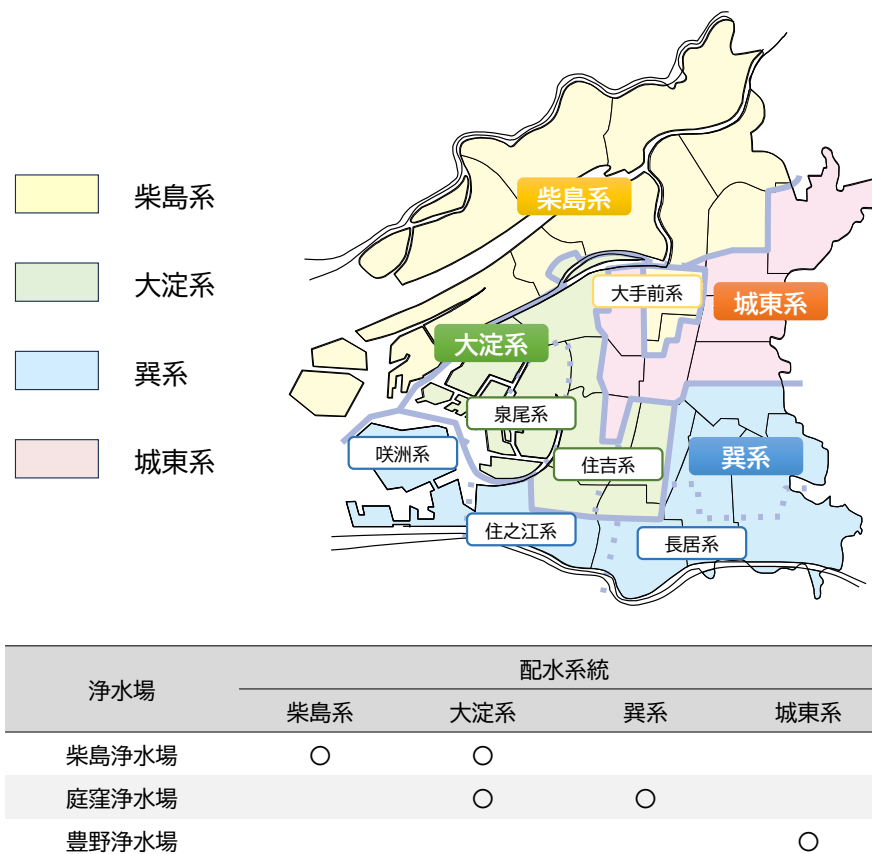 柴島系
大淀系
巽系
城東系
柴島系
大手前系
城東系
大淀系
泉尾系
咲洲系
住吉系
巽系
住之江系
長居系
浄水場 配水系統
柴島系 大淀系 巽系 城東系
柴島浄水場 〇 〇
庭窪浄水場 〇 〇
豊野浄水場 〇